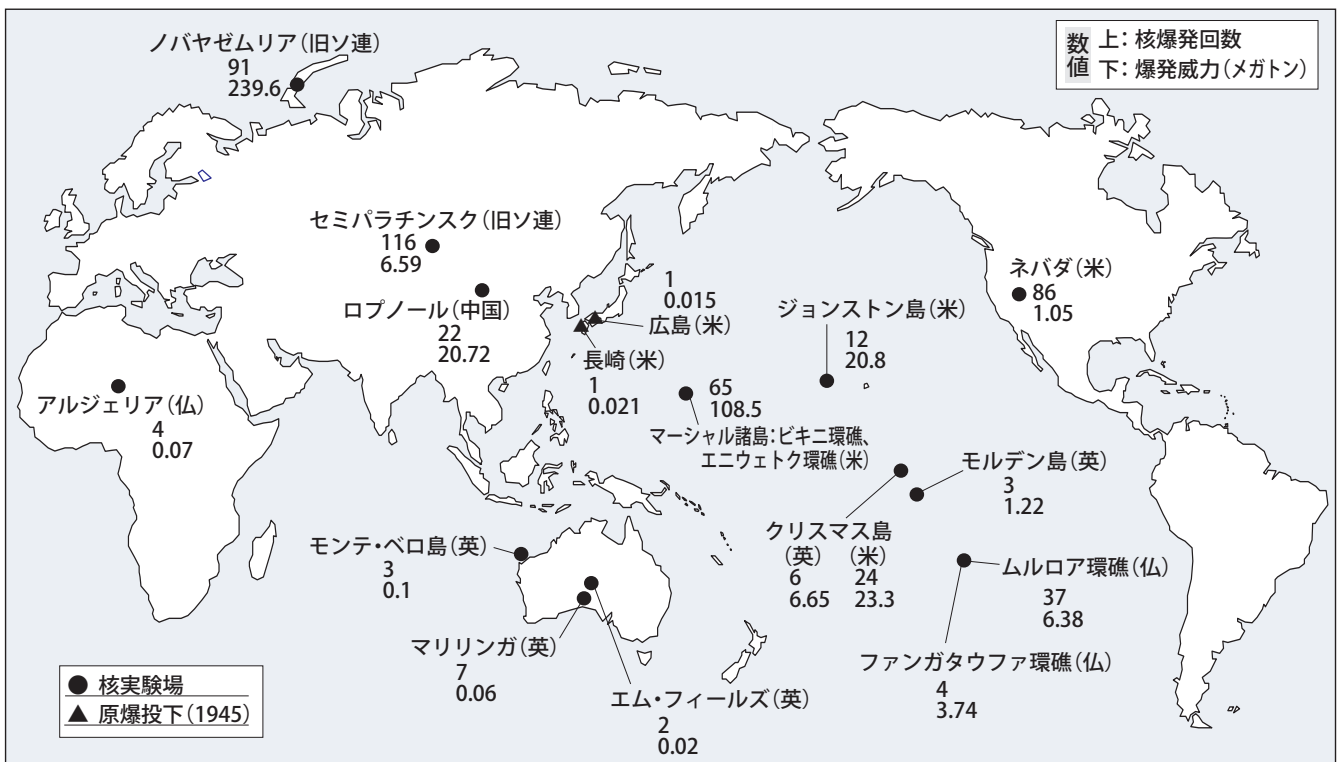 ノバヤゼムリア（旧ソ連）
91
239.6
数値
上：核爆発回数
下：爆発威力（メガトン）
セミパラチンスク（旧ソ連）
116
6.59
ロプノール（中国）
22
20.72
1
0.015
広島（米）
長崎（米）
1
0.021
ジョンストン島（米）
12
20.8
ネバダ（米）
86
1.05
アルジェリア（仏）
4
0.07
65
108.5
マーシャル諸島：ビキニ環礁、
エニウェトク環礁（米）
モルデン島（英）
3
1.22
クリスマス島
（英） （米）
6 24
6.65 23.3
モンテ・ベロ島（英）
3
0.1
ムルロア環礁（仏）
37
6.38
マリリンガ（英）
7
0.06
ファンガタウファ環礁（仏）
4
3.74
エム・フィールズ（英）
2
0.02
● 核実験場
▲ 原爆投下（1945）